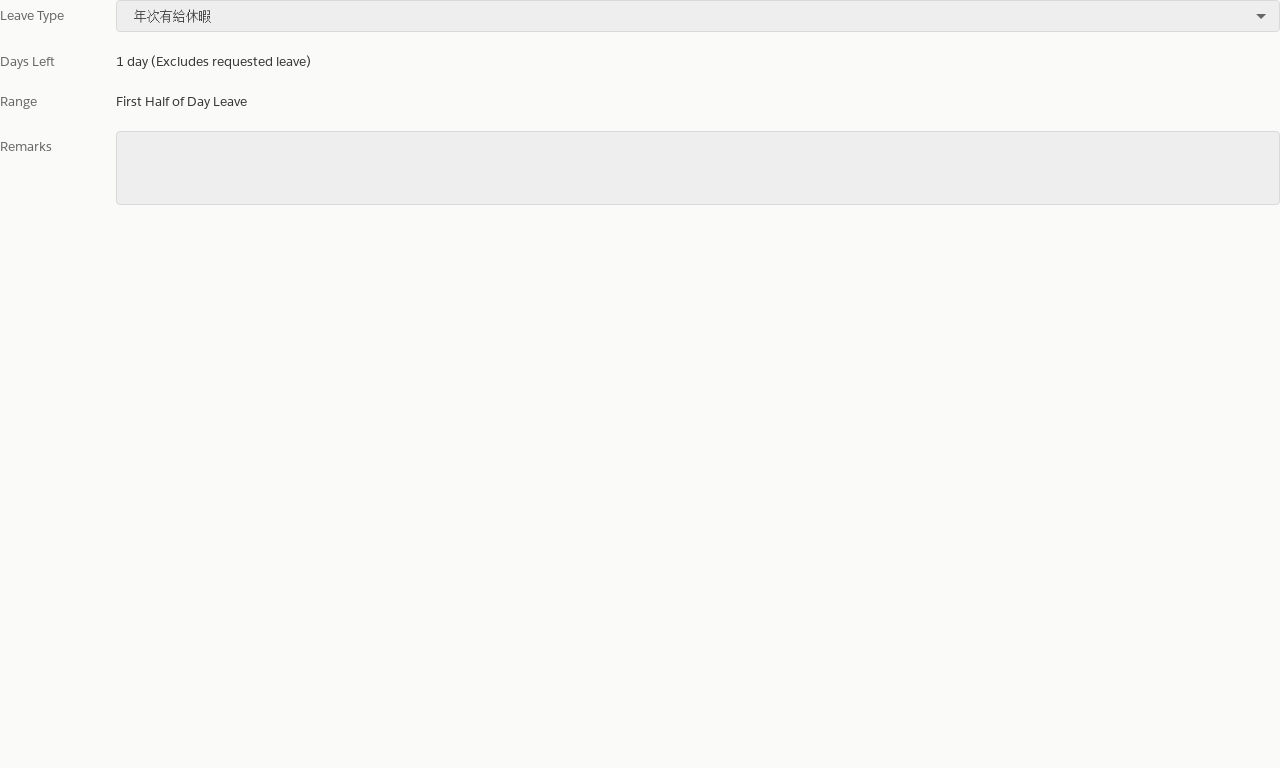 Leave Type
年次有給休暇
Days Left
1 day (Excludes requested leave)
Range
First Half of Day Leave
Remarks